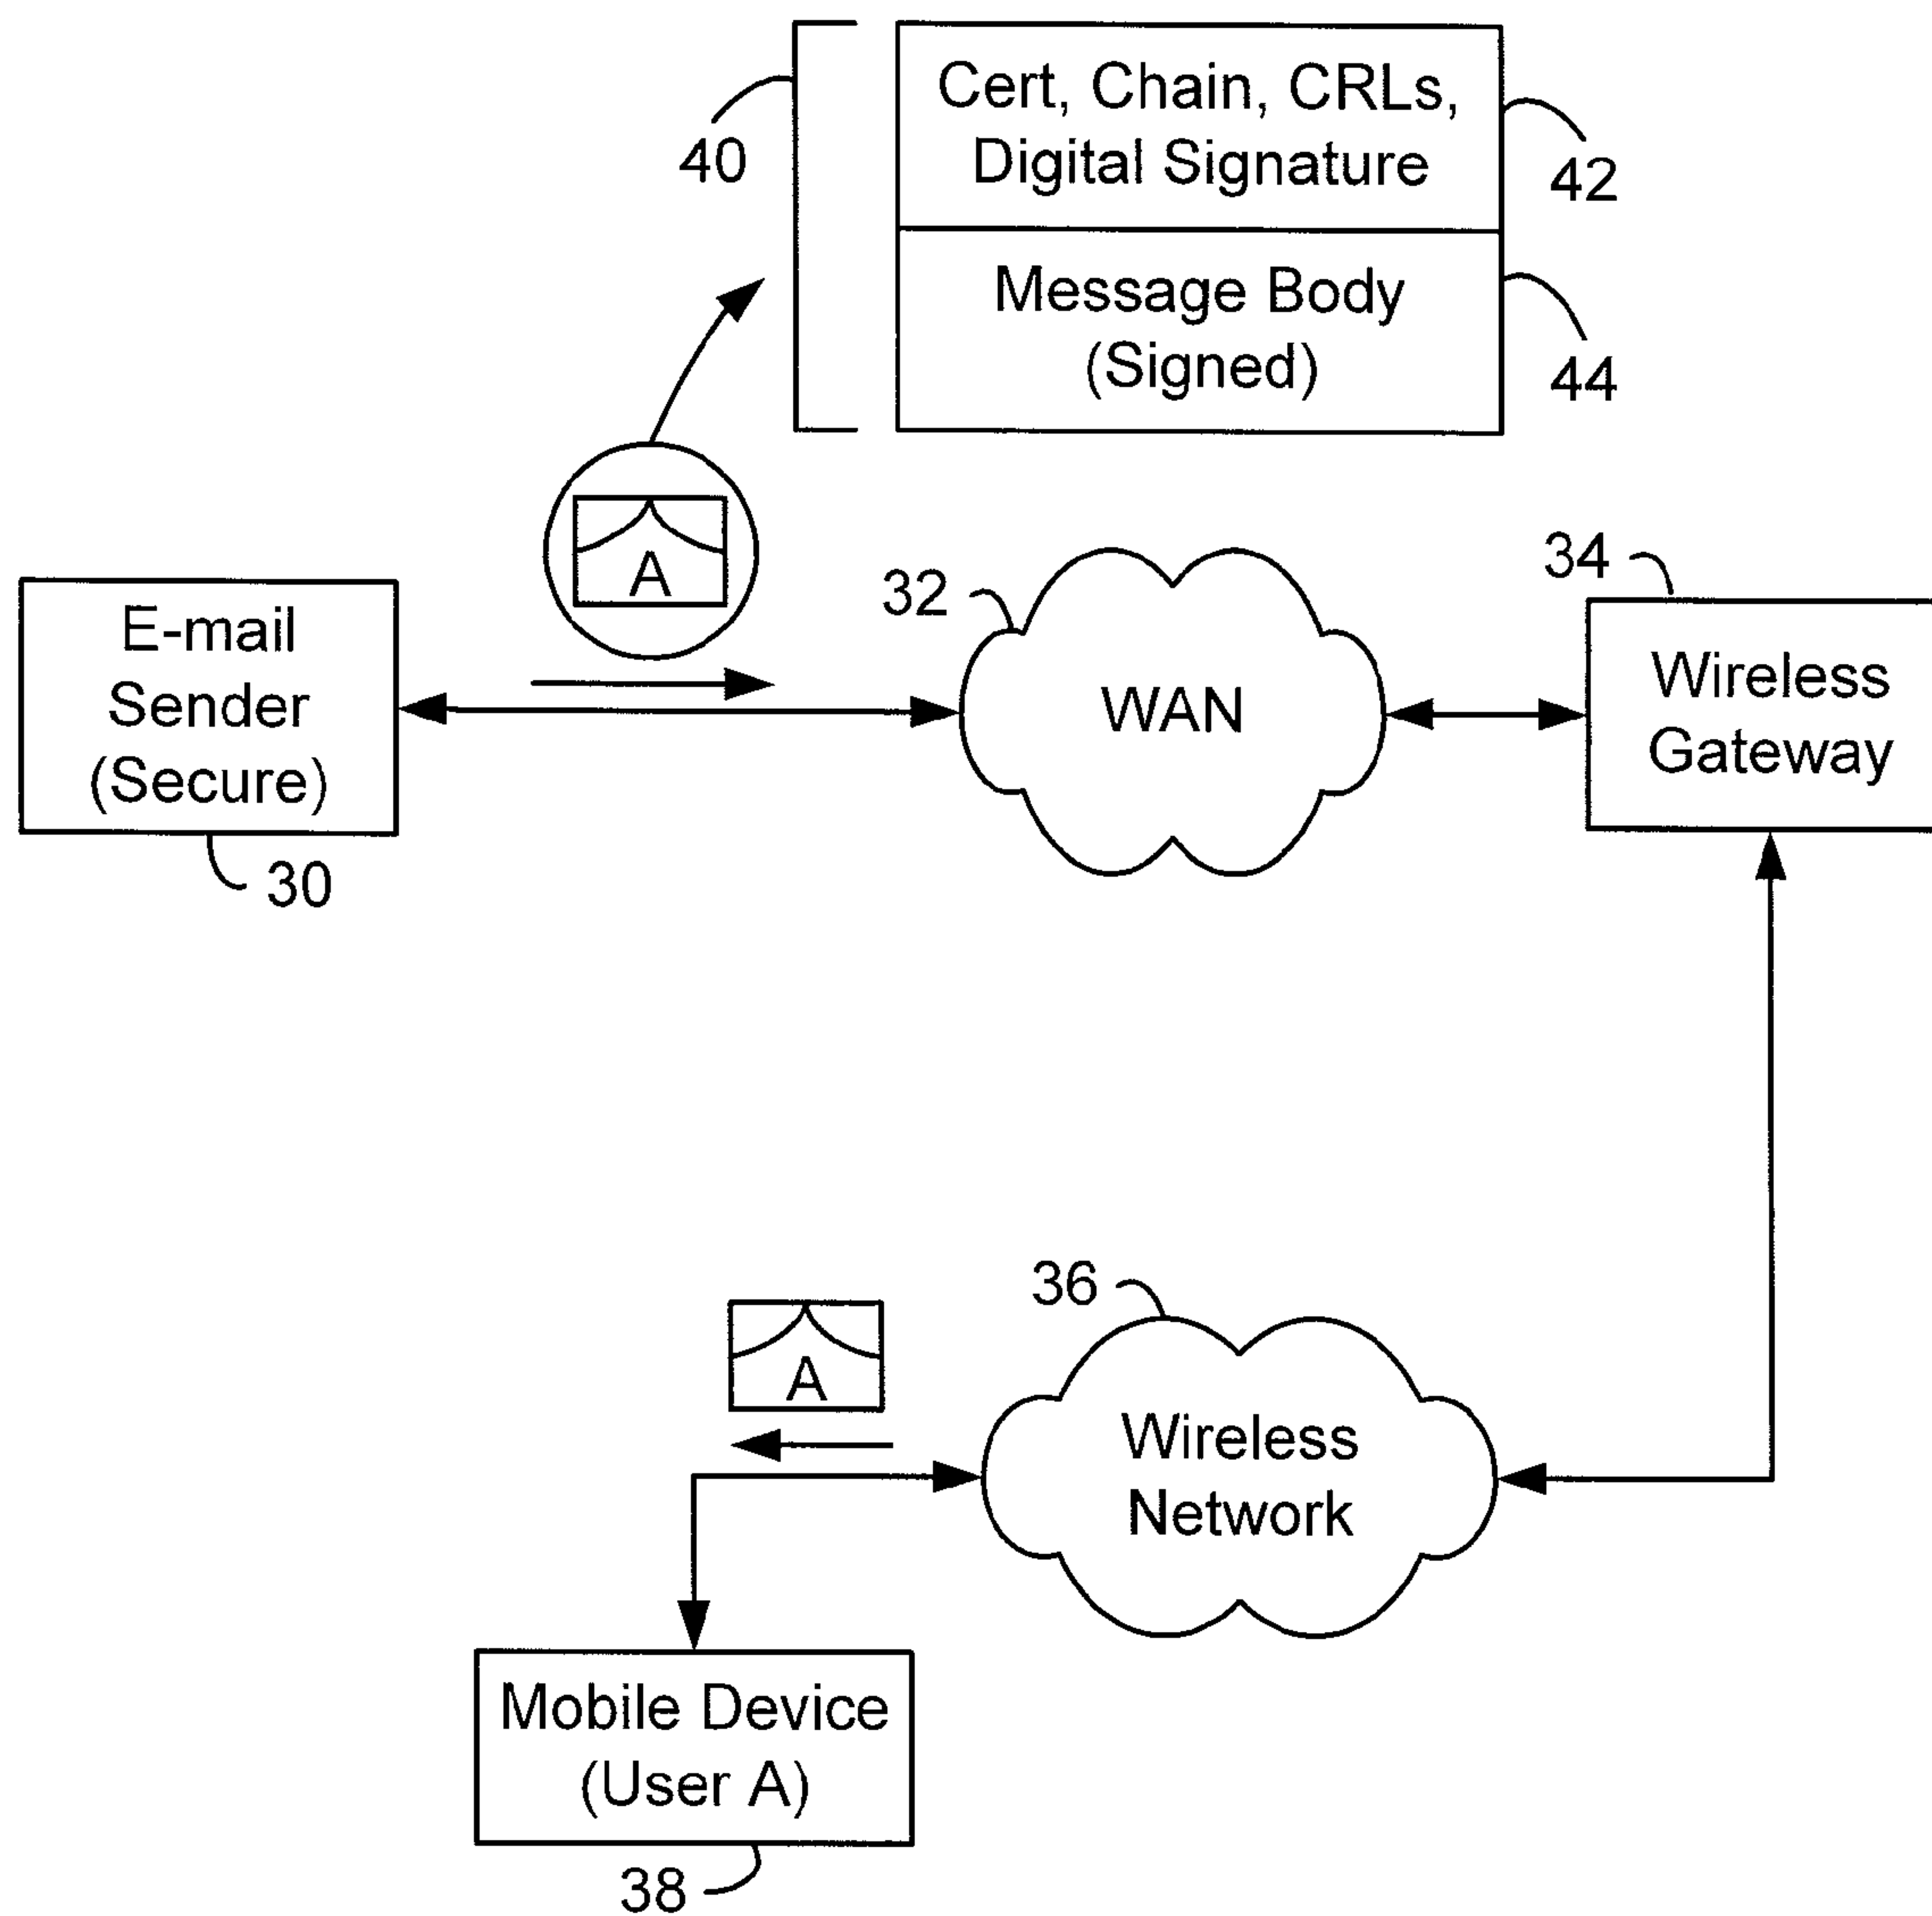 Cert, Chain, CRLs,
Digital Signature
40
42
Message Body
(Signed)
44
A
E-mail
Sender
(Secure)
30
32
WAN
34
Wireless
Gateway
36
A
Wireless
Network
Mobile Device
(User A)
38